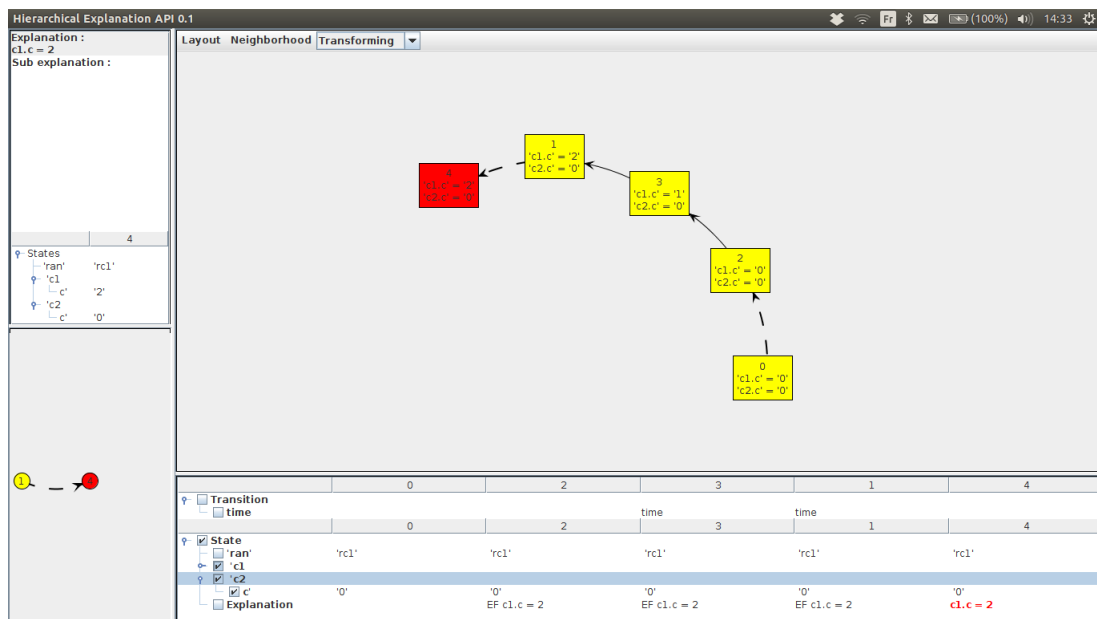 Hierarchical Explanation API 0.1
Fr
(100%)
14:33
Explanation :
c1.c = 2
Sub explanation :
4
States
'ran' 'rc1'
'c1
c' '2'
'c2
c' '0'
1
4
Layout Neighborhood Transforming
1
'c1.c' = '2'
'c2.c' = '0'
4
'c1.c' = '2'
'c2.c' = '0'
3
'c1.c' = '1'
'c2.c' = '0'
2
'c1.c' = '0'
'c2.c' = '0'
0
'c1.c' = '0'
'c2.c' = '0'
0 2 3 1 4
Transition
time time time
0 2 3 1 4
State
'ran' 'rc1' 'rc1' 'rc1' 'rc1' 'rc1'
'c1
'c2
c' '0' '0' '0' '0' '0'
Explanation EF c1.c = 2 EF c1.c = 2 EF c1.c = 2 c1.c = 2